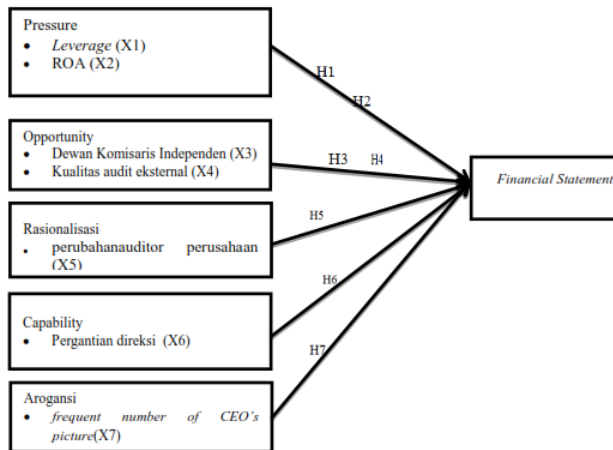 Pressure
• Leverage (X1)
• ROA (X2)
H1
H2
Opportunity
• Dewan Komisaris Independen (X3)
• Kualitas audit eksternal (X4)
H3 H4
Financial Statement
Rasionalisasi
• perubahanauditor perusahaan
(X5)
H5
Capability
• Pergantian direksi (X6)
H6
Arogansi
• frequent number of CEO's
picture(X7)
H7